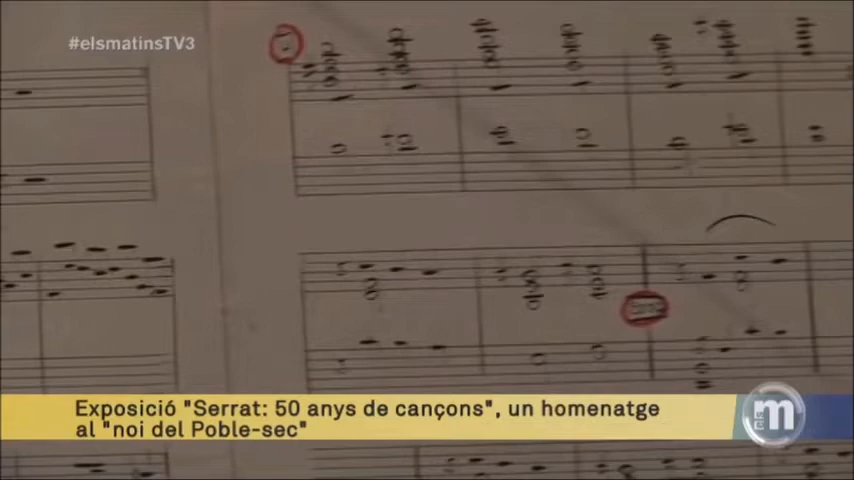 #elsmatinsTV3
Exposició "Serrat: 50 anys de cançons", un homenatge
al "noi del Poble-sec"
m